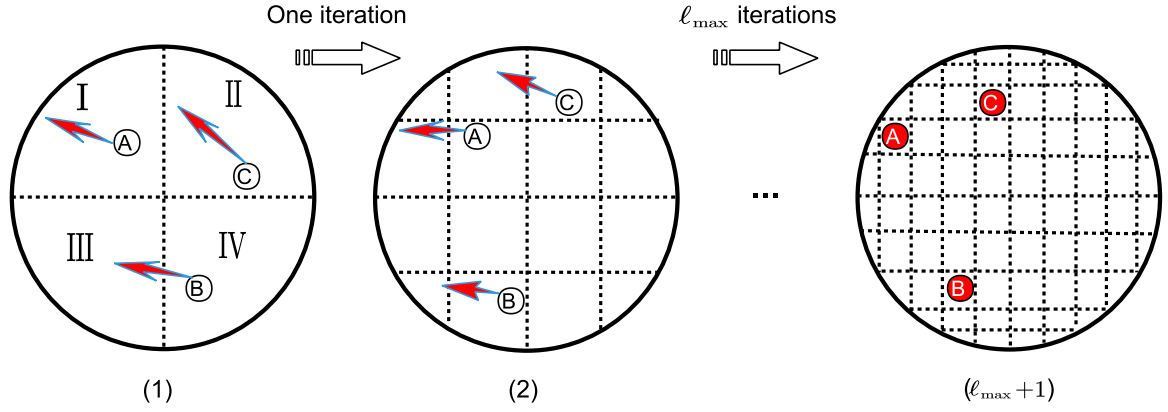 One iteration
ℓmax iterations
Ⅰ
Ⅱ
A
C
Ⅲ
Ⅳ
B
C
A
B
...
C
A
B
(1)
(2)
(ℓmax+1)